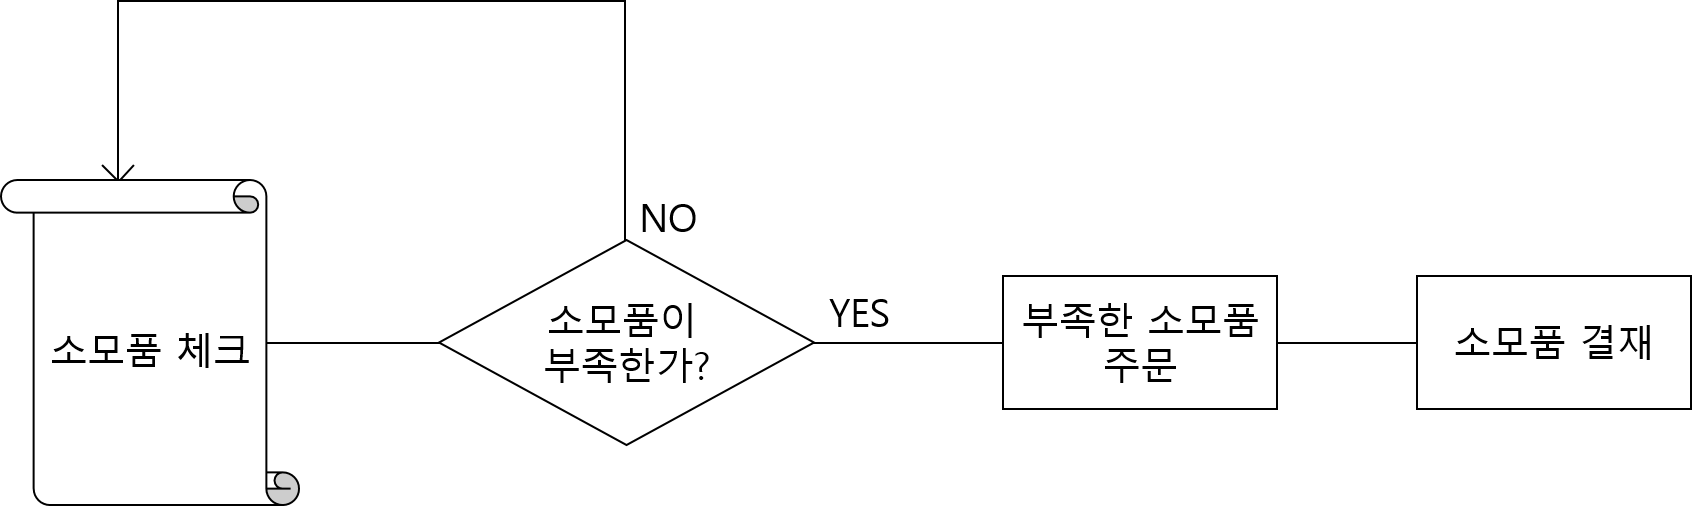 NO
소모품 체크
소모품이
부족한가?
YES
부족한 소모품
주문
소모품 결재